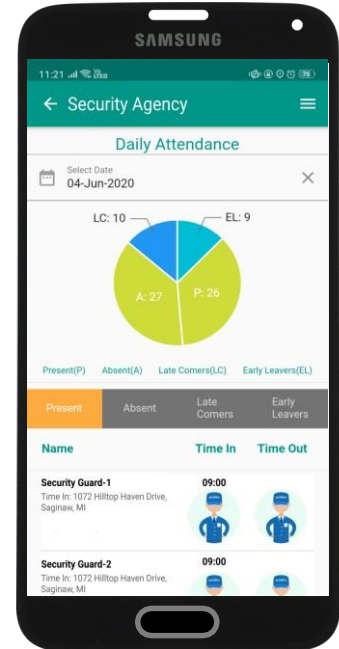 SAMSUNG
11:21
78
Security Agency
Daily Attendance
Select Date
04-Jun-2020
LC: 10
EL: 9
A: 27
P: 26
Present(P) Absent(A) Late Comers(LC) Early Leavers(EL)
Present
Absent
Late
Comers
Early
Leavers
Name Time In Time Out
Security Guard-1
09:00
Time In: 1072 Hilltop Haven Drive,
Saginaw, MI
Security Guard-2
09:00
Time In: 1072 Hilltop Haven Drive,
Saginaw, MI